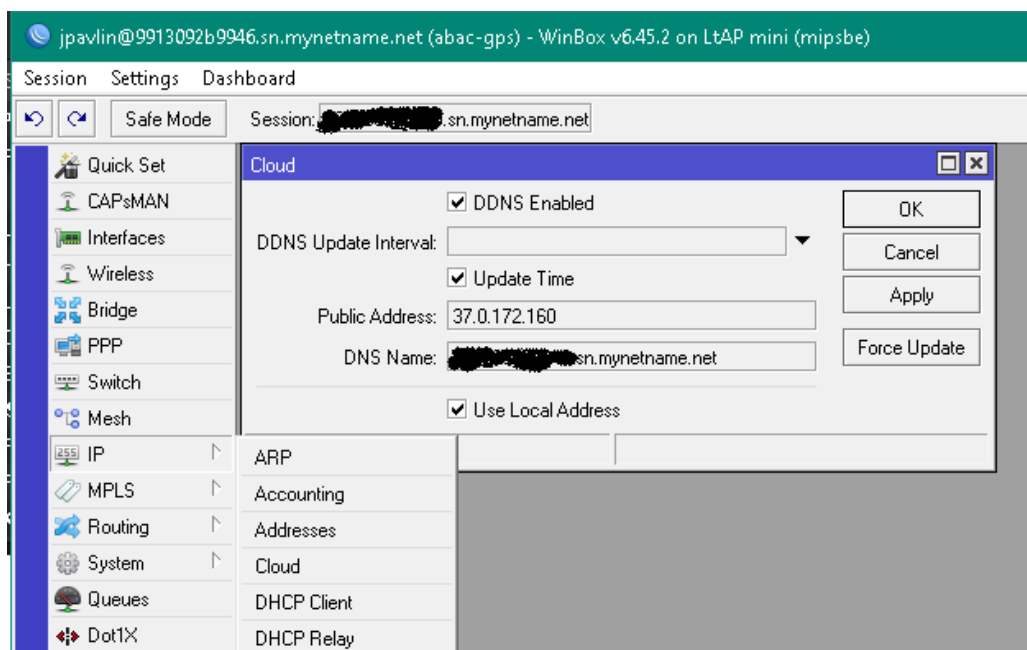 jpavlin@9913092b9946.sn.mynetname.net (abac-gps) - WinBox v6.45.2 on LtAP mini (mipsbe)
Session Settings Dashboard
Safe Mode Session: .sn.mynetname.net
Quick Set
CAPsMAN
Interfaces
Wireless
Bridge
PPP
Switch
Mesh
255 IP
MPLS
Routing
System
Queues
Dot1X
Cloud
DDNS Enabled
DDNS Update Interval:
Update Time
Public Address: 37.0.172.160
DNS Name: sn.mynetname.net
Use Local Address
OK
Cancel
Apply
Force Update
ARP
Accounting
Addresses
Cloud
DHCP Client
DHCP Relay